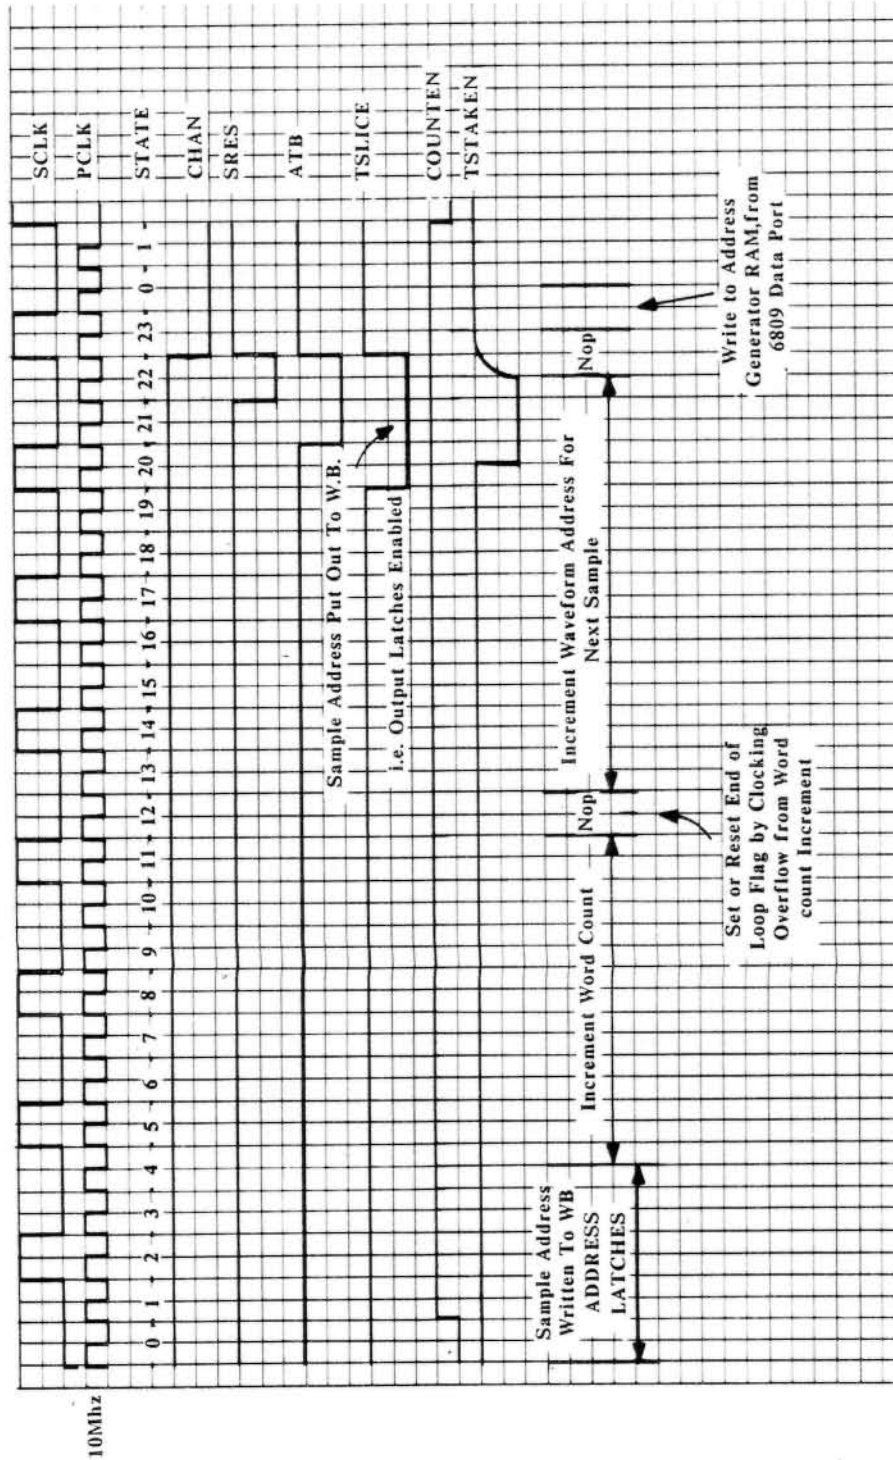 10Mhz
SCLK
PCLK
STATE
CHAN
SRES
ATB
TSLICE
COUNTEN
TSTAKEN
0 - 1 - 2 - 3 - 4 - 5 - 6 - 7 - 8 - 9 - 10 - 11 - 12 - 13 - 14 - 15 - 16 - 17 - 18 - 19 - 20 - 21 - 22 - 23 - 0 - 1 -
Sample Address Put Out To W.B.
i.e. Output Latches Enabled
Sample Address
Written To WB
ADDRESS
LATCHES
Increment Word Count
Nop
Increment Waveform Address For
Next Sample
Nop
Set or Reset End of
Loop Flag by Clocking
Overflow from Word
count Increment
Write to Address
Generator RAM,from
6809 Data Port